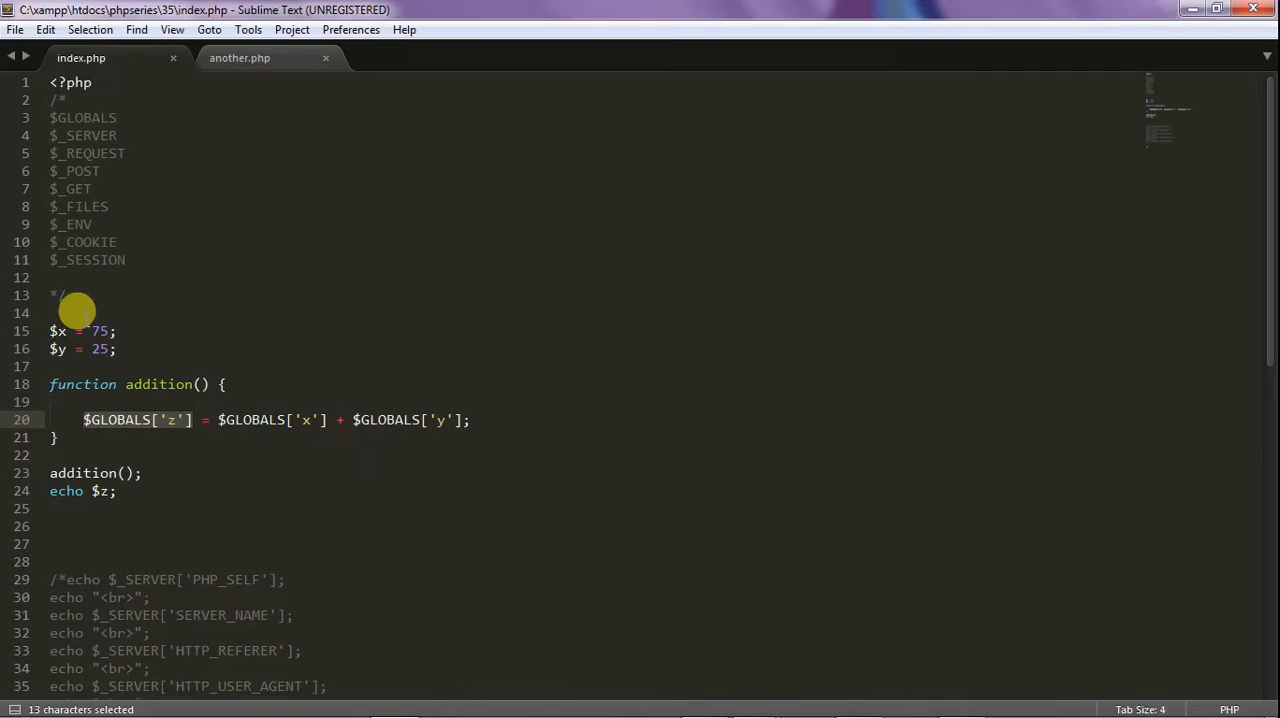 C:\xampp\htdocs\phpseries\35\index.php - Sublime Text (UNREGISTERED)
File Edit Selection Find View Goto Tools Project Preferences Help
index.php × another.php ×
1 <?php
2 /*
3 $GLOBALS
4 $_SERVER
5 $_REQUEST
6 $_POST
7 $_GET
8 $_FILES
9 $_ENV
10 $_COOKIE
11 $_SESSION
12
13 */
14
15 $x = 75;
16 $y = 25;
17
18 function addition() {
19
20 $GLOBALS['z'] = $GLOBALS['x'] + $GLOBALS['y'];
21 }
22
23 addition();
24 echo $z;
25
26
27
28
29 /*echo $_SERVER['PHP_SELF'];
30 echo "<br>";
31 echo $_SERVER['SERVER_NAME'];
32 echo "<br>";
33 echo $_SERVER['HTTP_REFERER'];
34 echo "<br>";
35 echo $_SERVER['HTTP_USER_AGENT'];
13 characters selected Tab Size: 4 PHP